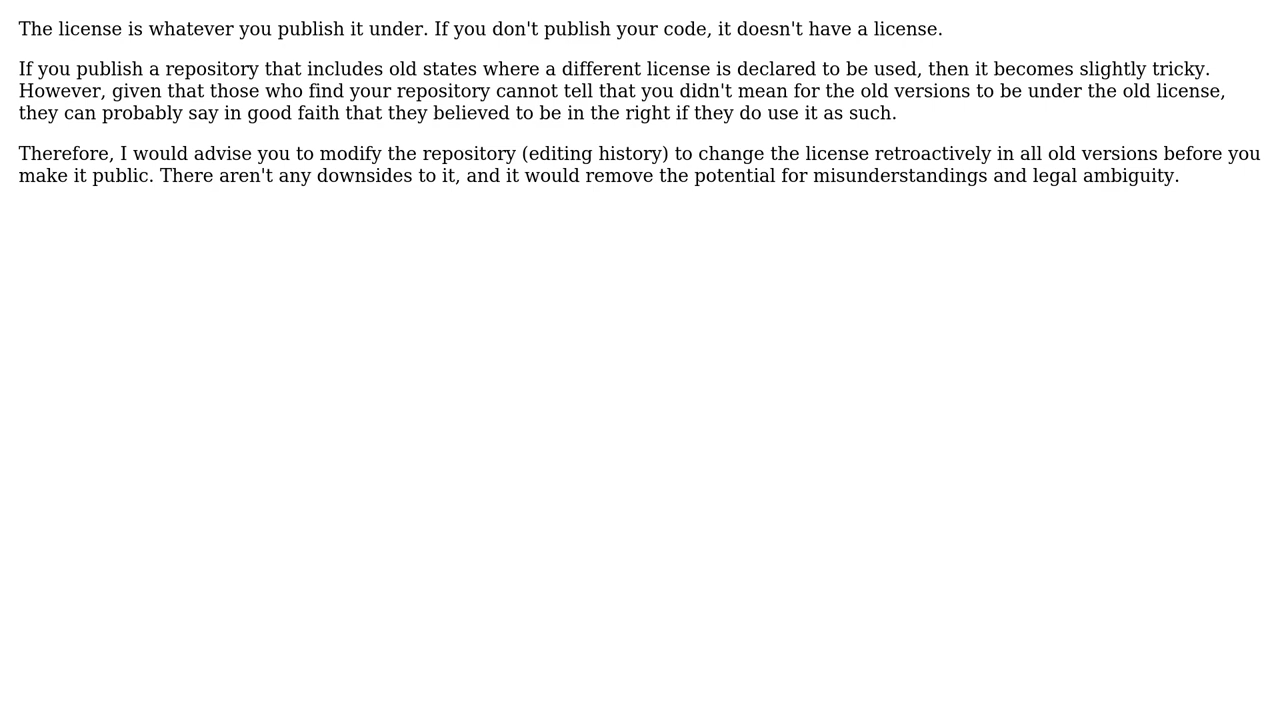 The license is whatever you publish it under. If you don't publish your code, it doesn't have a license.
If you publish a repository that includes old states where a different license is declared to be used, then it becomes slightly tricky.
However, given that those who find your repository cannot tell that you didn't mean for the old versions to be under the old license,
they can probably say in good faith that they believed to be in the right if they do use it as such.
Therefore, I would advise you to modify the repository (editing history) to change the license retroactively in all old versions before you
make it public. There aren't any downsides to it, and it would remove the potential for misunderstandings and legal ambiguity.